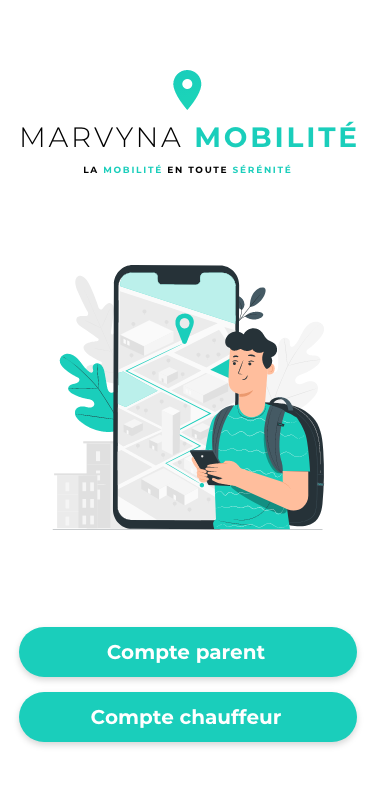 MARVYNA MOBILITÉ
LA MOBILITÉ EN TOUTE SÉRÉNITÉ
Compte parent
Compte chauffeur